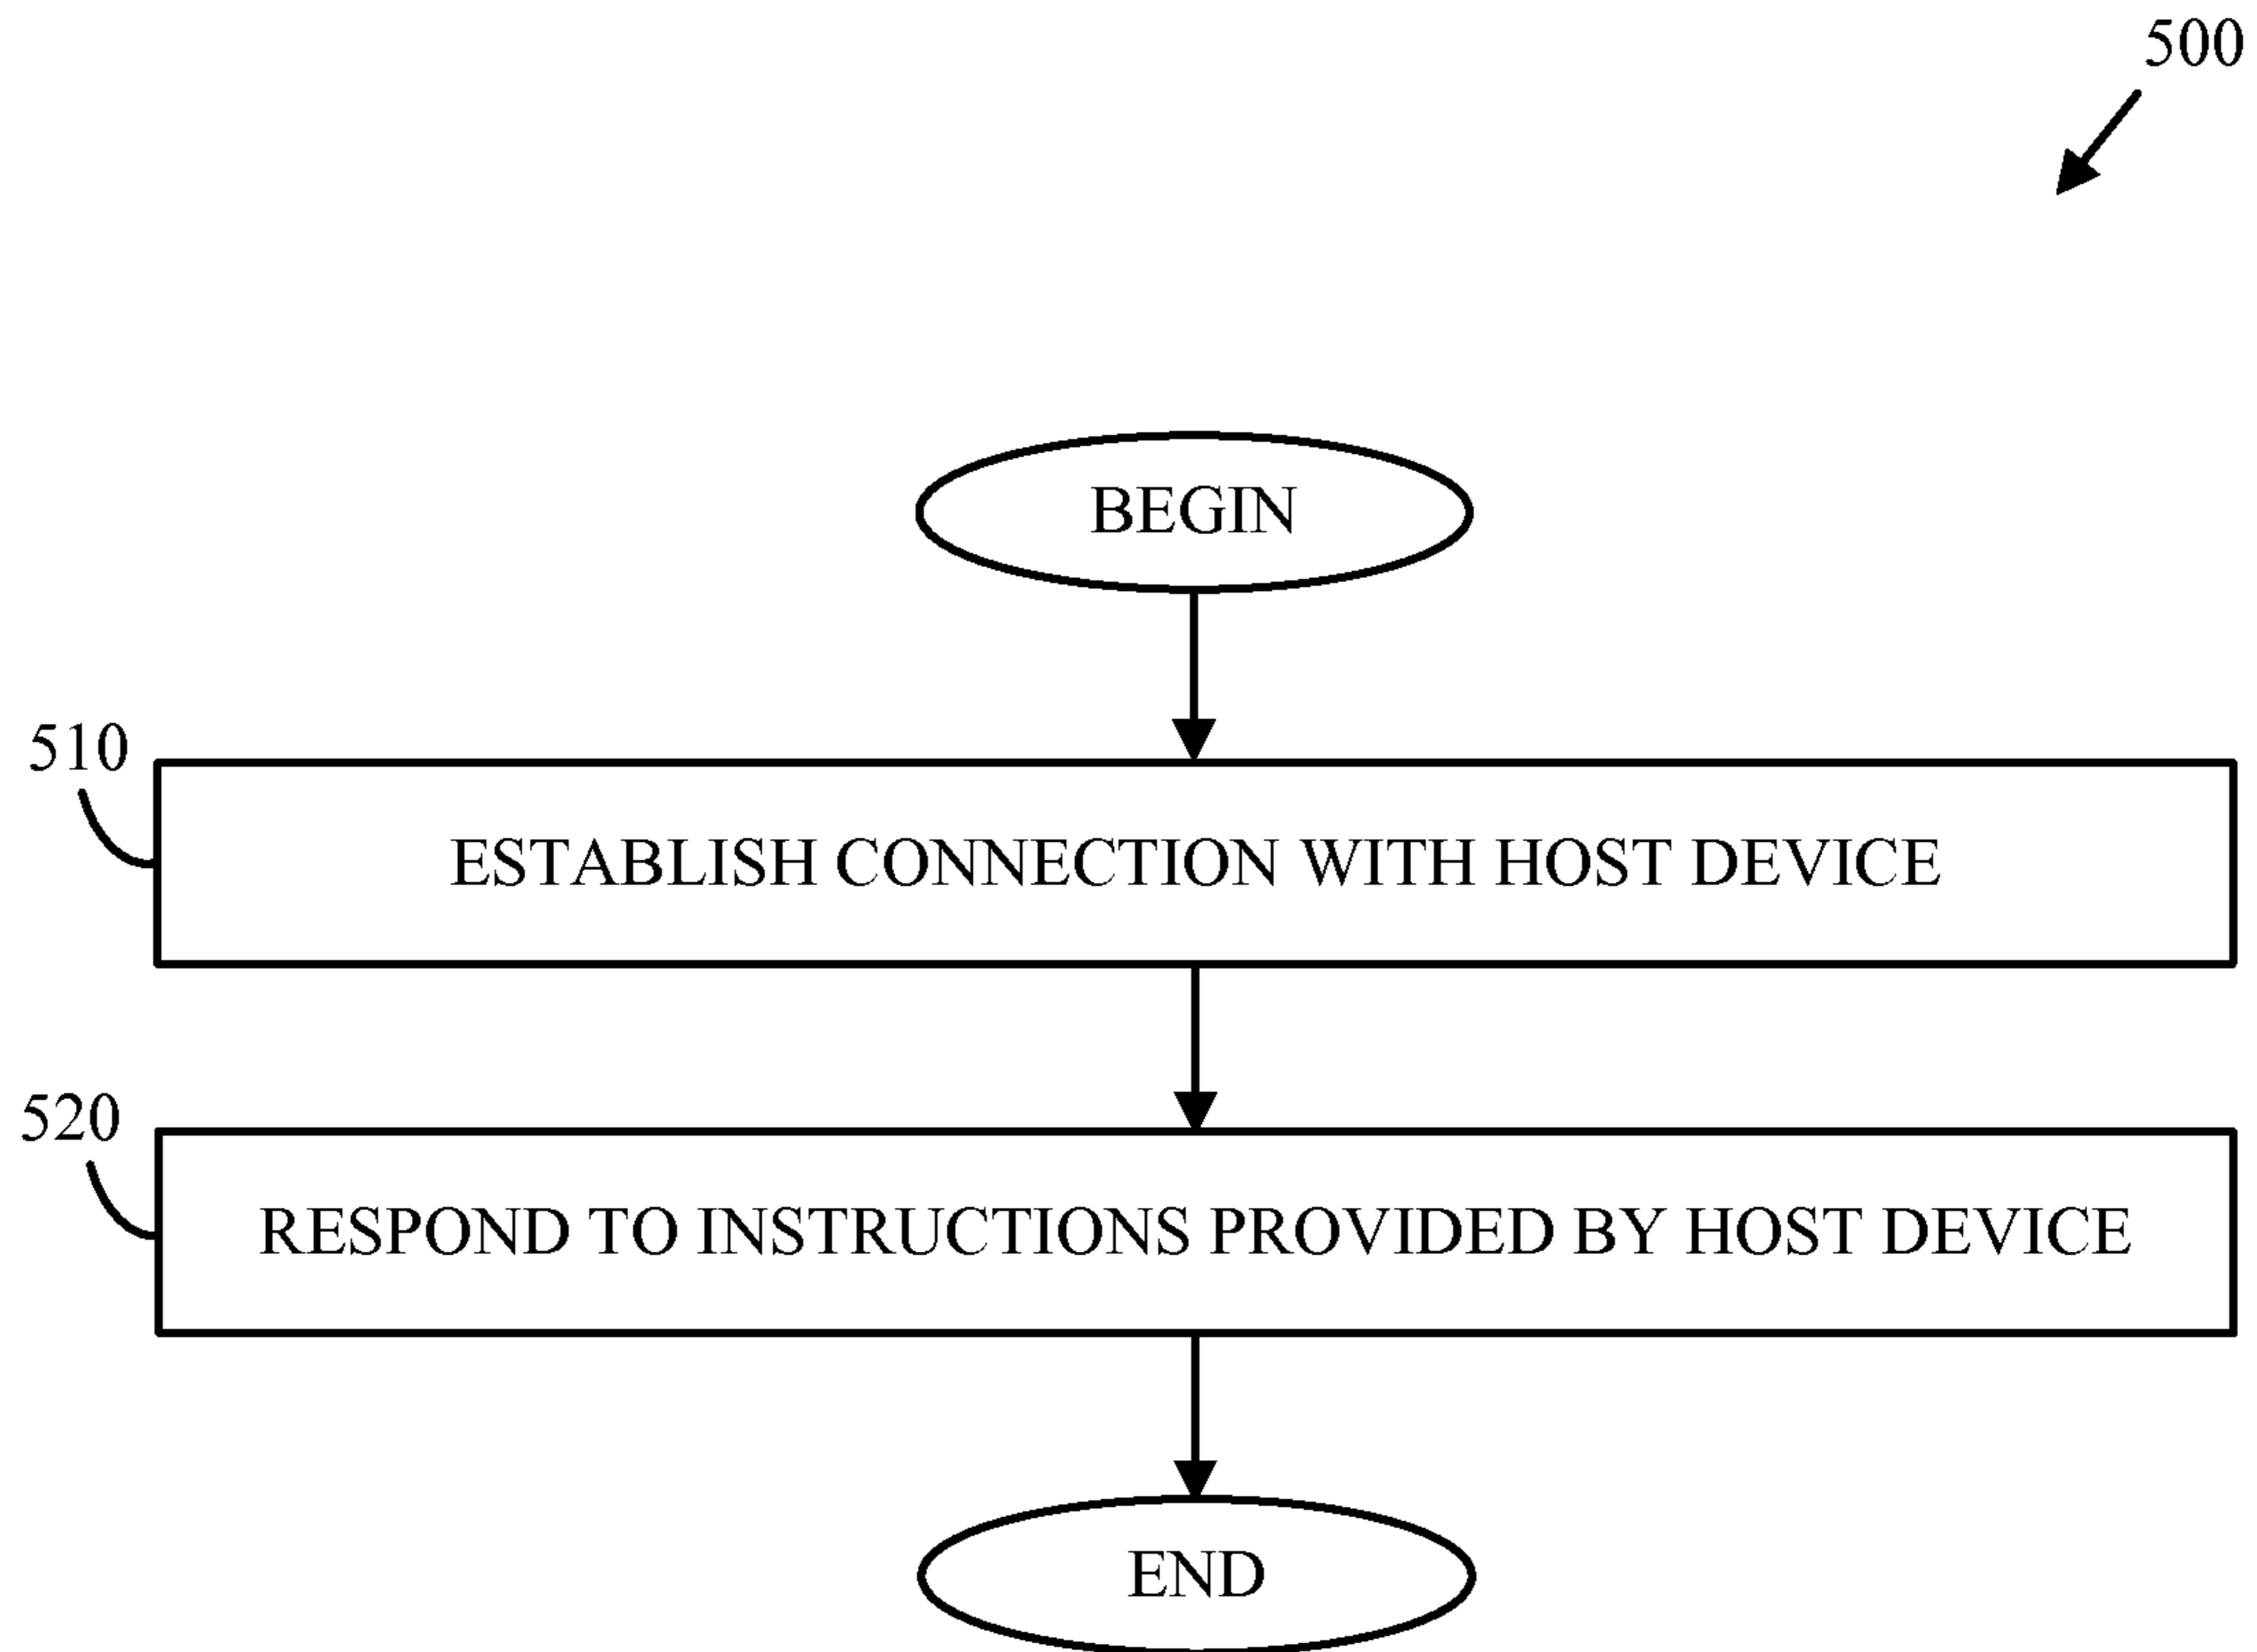 500
BEGIN
510
ESTABLISH CONNECTION WITH HOST DEVICE
520
RESPOND TO INSTRUCTIONS PROVIDED BY HOST DEVICE
END